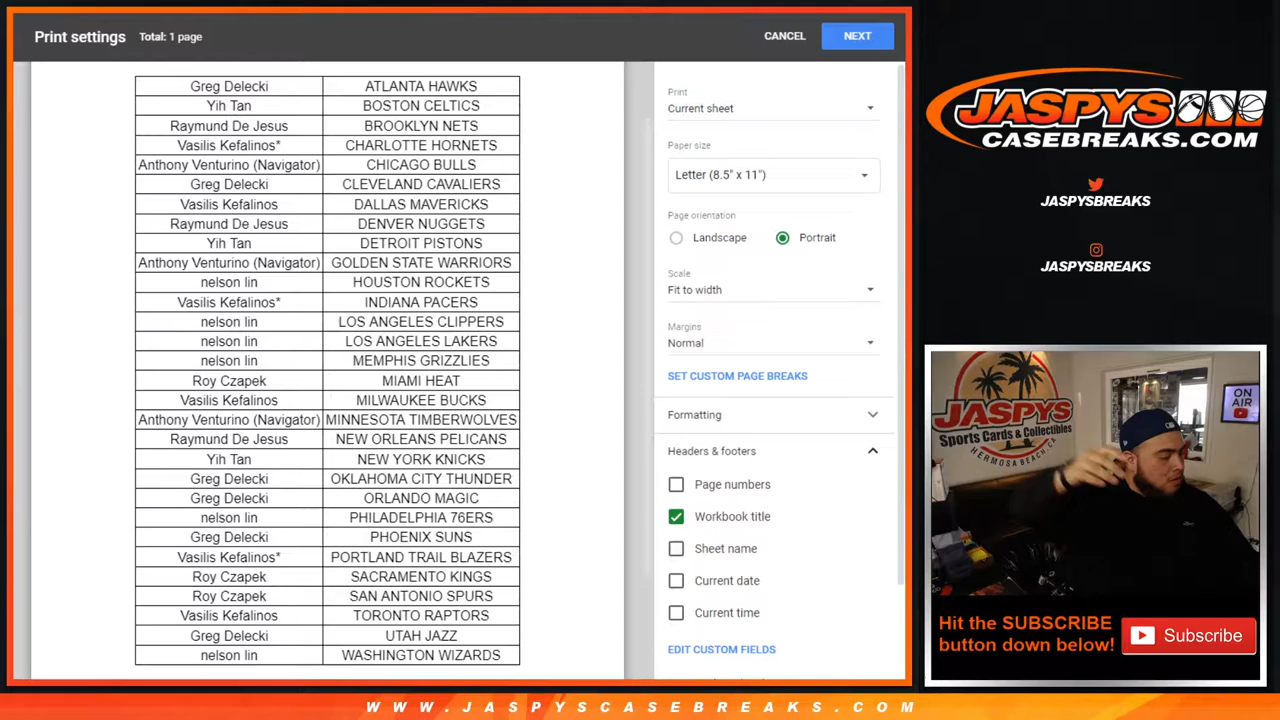 Print settings Total: 1 page CANCEL NEXT
Greg Delecki ATLANTA HAWKS
Yih Tan BOSTON CELTICS
Raymund De Jesus BROOKLYN NETS
Vasilis Kefalinos* CHARLOTTE HORNETS
Anthony Venturino (Navigator) CHICAGO BULLS
Greg Delecki CLEVELAND CAVALIERS
Vasilis Kefalinos DALLAS MAVERICKS
Raymund De Jesus DENVER NUGGETS
Yih Tan DETROIT PISTONS
Anthony Venturino (Navigator) GOLDEN STATE WARRIORS
nelson lin HOUSTON ROCKETS
Vasilis Kefalinos* INDIANA PACERS
nelson lin LOS ANGELES CLIPPERS
nelson lin LOS ANGELES LAKERS
nelson lin MEMPHIS GRIZZLIES
Roy Czapek MIAMI HEAT
Vasilis Kefalinos MILWAUKEE BUCKS
Anthony Venturino (Navigator) MINNESOTA TIMBERWOLVES
Raymund De Jesus NEW ORLEANS PELICANS
Yih Tan NEW YORK KNICKS
Greg Delecki OKLAHOMA CITY THUNDER
Greg Delecki ORLANDO MAGIC
nelson lin PHILADELPHIA 76ERS
Greg Delecki PHOENIX SUNS
Vasilis Kefalinos* PORTLAND TRAIL BLAZERS
Roy Czapek SACRAMENTO KINGS
Roy Czapek SAN ANTONIO SPURS
Vasilis Kefalinos TORONTO RAPTORS
Greg Delecki UTAH JAZZ
nelson lin WASHINGTON WIZARDS
Print
Current sheet
Paper size
Letter (8.5" x 11")
Page orientation
Landscape Portrait
Scale
Fit to width
Margins
Normal
SET CUSTOM PAGE BREAKS
Formatting
Headers & footers
Page numbers
Workbook title
Sheet name
Current date
Current time
EDIT CUSTOM FIELDS
JASPYS
CASEBREAKS.COM
JASPYSBREAKS
JASPYSBREAKS
JASPYS
Sports Cards & Collectibles
HERMOSA BEACH CA
ON
AIR
Hit the SUBSCRIBE
button down below!
Subscribe
WWW.JASPYSCASEBREAKS.COM